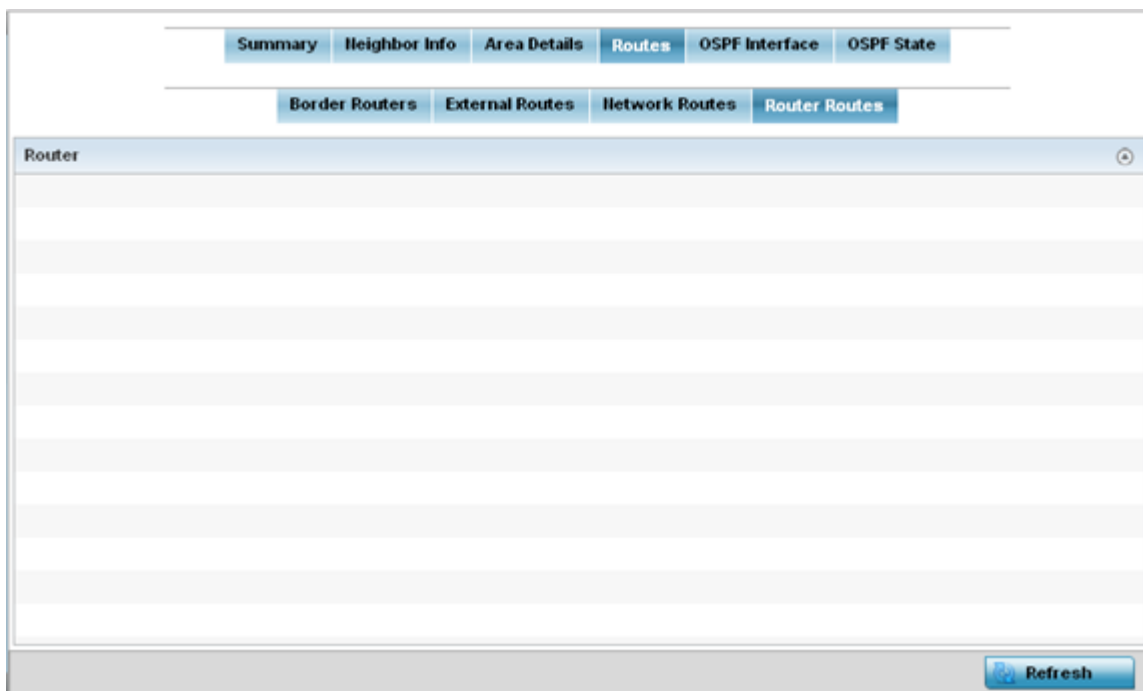 Summary Neighbor Info Area Details Routes OSPF Interface OSPF State
Border Routers External Routes Network Routes Router Routes
Router
Refresh